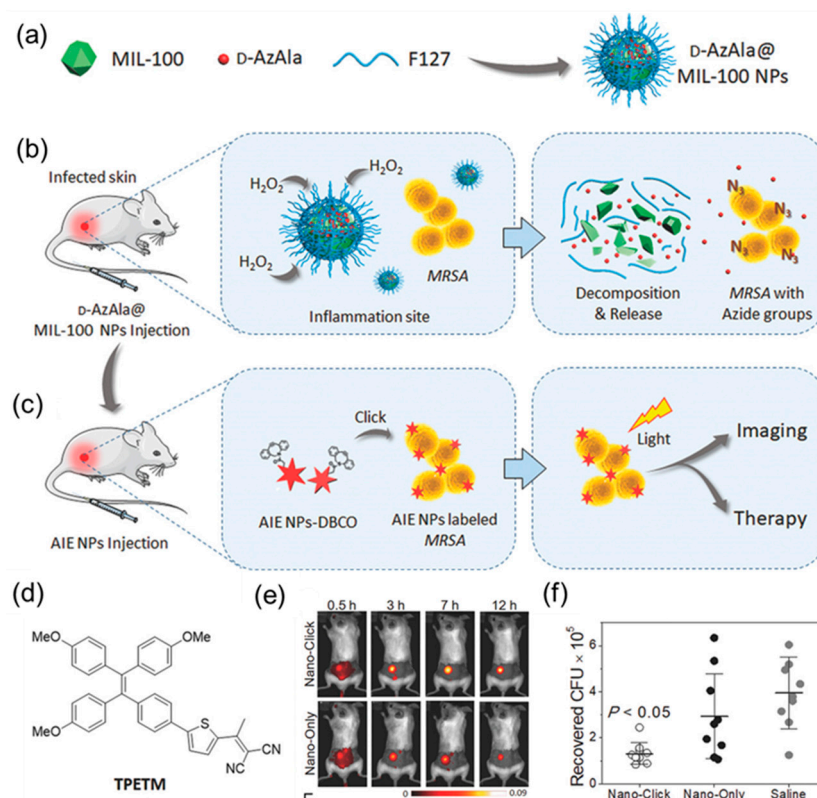 (a)
MIL-100
D-AzAla
F127
D-AzAla@
MIL-100 NPs
(b)
Infected skin
D-AzAla@
MIL-100 NPs Injection
H2O2
H2O2
H2O2
MRSA
Inflammation site
N3
N3
N3
N3
Decomposition
& Release
MRSA with
Azide groups
(c)
AIE NPs Injection
Click
AIE NPs-DBCO
AIE NPs labeled
MRSA
Light
Imaging
Therapy
(d)
MeO
OMe
MeO
S
NC
CN
TPETM
(e)
0.5 h 3 h 7 h 12 h
Nano-Click
Nano-Only
0 0.09
(f)
Recovered CFU × 10⁵
6
4
2
0
P < 0.05
Nano-Click Nano-Only Saline